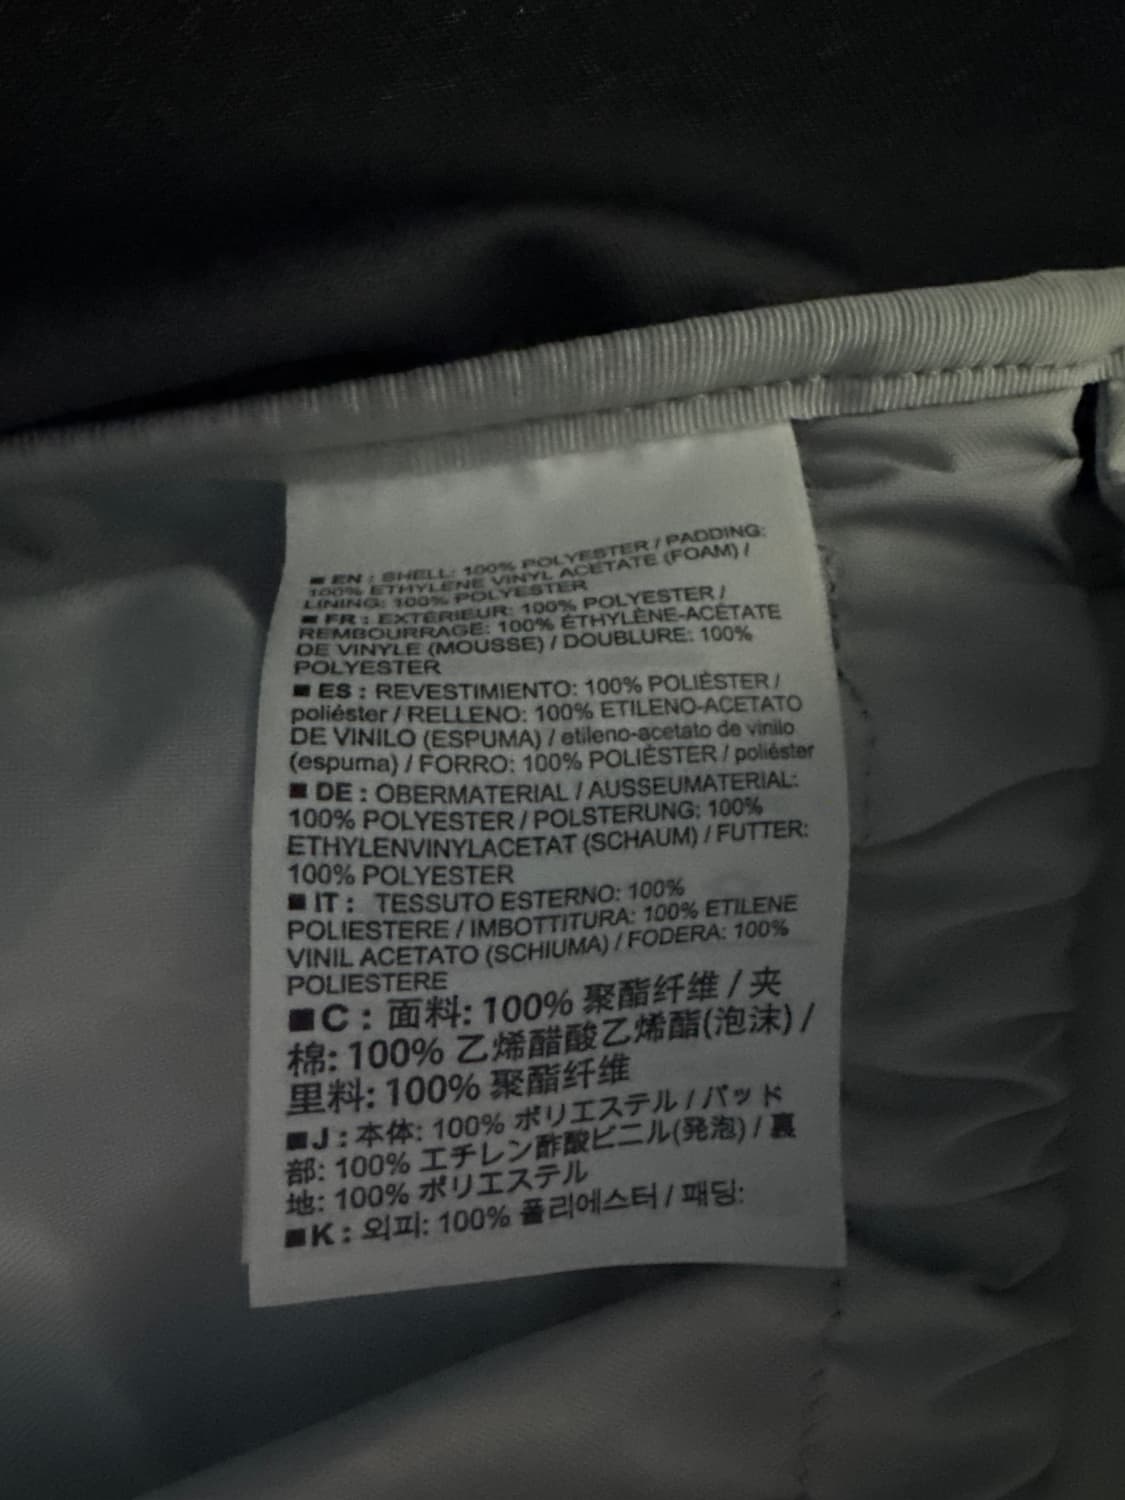 ■ EN : SHELL: 100% POLYESTER / PADDING:
100% ETHYLENE VINYL ACETATE (FOAM) /
LINING: 100% POLYESTER
■ FR : EXTÉRIEUR: 100% POLYESTER /
REMBOURRAGE: 100% ÉTHYLÈNE-ACÉTATE
DE VINYLE (MOUSSE) / DOUBLURE: 100%
POLYESTER
■ ES : REVESTIMIENTO: 100% POLIÉSTER /
poliéster / RELLENO: 100% ETILENO-ACETATO
DE VINILO (ESPUMA) / etileno-acetato de vinilo
(espuma) / FORRO: 100% POLIÉSTER / poliéster
■ DE : OBERMATERIAL / AUSSEUMATERIAL:
100% POLYESTER / POLSTERUNG: 100%
ETHYLENVINYLACETAT (SCHAUM) / FUTTER:
100% POLYESTER
■ IT : TESSUTO ESTERNO: 100%
POLIESTERE / IMBOTTITURA: 100% ETILENE
VINIL ACETATO (SCHIUMA) / FODERA: 100%
POLIESTERE
■C : 面料: 100% 聚酯纤维 / 夹
棉: 100% 乙烯醋酸乙烯酯(泡沫) /
里料: 100% 聚酯纤维
■J : 本体: 100% ポリエステル / パッド
部: 100% エチレン酢酸ビニル(発泡) / 裏
地: 100% ポリエステル
■K : 외피: 100% 폴리에스터 / 패딩: